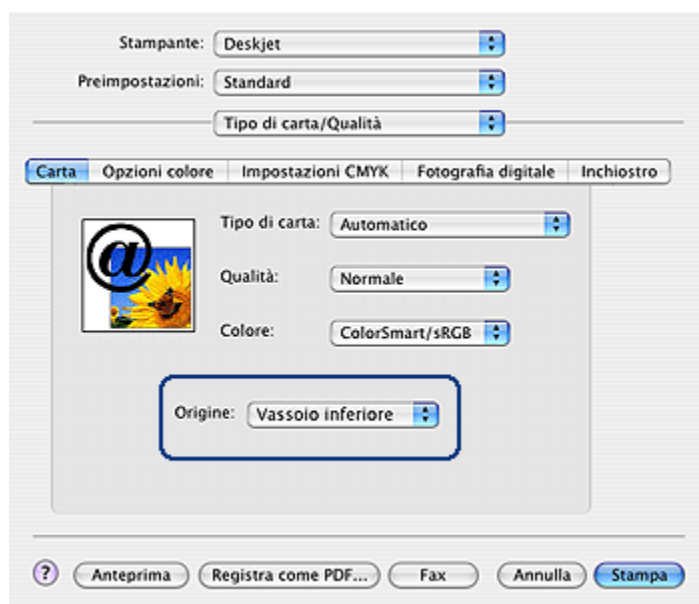 Stampante: Deskjet
Preimpostazioni: Standard
Tipo di carta/Qualità
Carta Opzioni colore Impostazioni CMYK Fotografia digitale Inchiostro
Tipo di carta: Automatico
@
Qualità: Normale
Colore: ColorSmart/sRGB
Origine: Vassoio inferiore
? Anteprima Registra come PDF... Fax Annulla Stampa